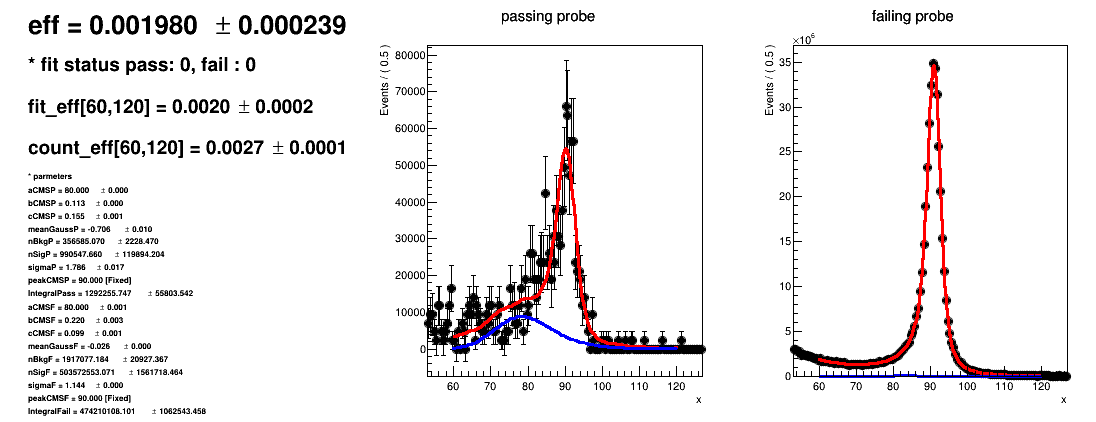 eff = 0.001980 ± 0.000239
* fit status pass: 0, fail : 0
fit_eff[60,120] = 0.0020 ± 0.0002
count_eff[60,120] = 0.0027 ± 0.0001
* parmeters
aCMSP = 80.000 ± 0.000
bCMSP = 0.113 ± 0.000
cCMSP = 0.155 ± 0.001
meanGaussP = -0.706 ± 0.010
nBkgP = 356585.070 ± 2228.470
nSigP = 990547.660 ± 119894.204
sigmaP = 1.786 ± 0.017
peakCMSP = 90.000 [Fixed]
IntegralPass = 1292255.747 ± 55803.542
aCMSF = 80.000 ± 0.001
bCMSF = 0.220 ± 0.003
cCMSF = 0.099 ± 0.001
meanGaussF = -0.026 ± 0.000
nBkgF = 1917077.184 ± 20927.367
nSigF = 503572553.071 ± 1561718.464
sigmaF = 1.144 ± 0.000
peakCMSF = 90.000 [Fixed]
IntegralFail = 474210108.101 ± 1062543.458
passing probe
Events / ( 0.5 )
80000
70000
60000
50000
40000
30000
20000
10000
0
60 70 80 90 100 110 120
x
failing probe
×10^6
Events / ( 0.5 )
35
30
25
20
15
10
5
0
60 70 80 90 100 110 120
x